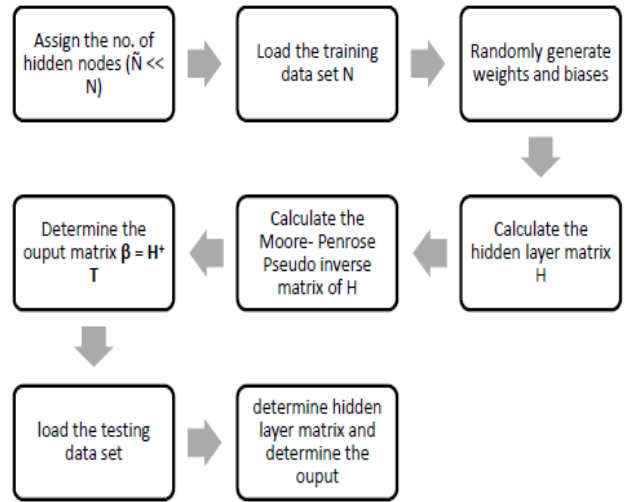 Assign the no. of
hidden nodes (Ñ <<
N)
Load the training
data set N
Randomly generate
weights and biases
Calculate the
hidden layer matrix
H
Calculate the
Moore- Penrose
Pseudo inverse
matrix of H
Determine the
ouput matrix β = H⁺
T
load the testing
data set
determine hidden
layer matrix and
determine the
ouput